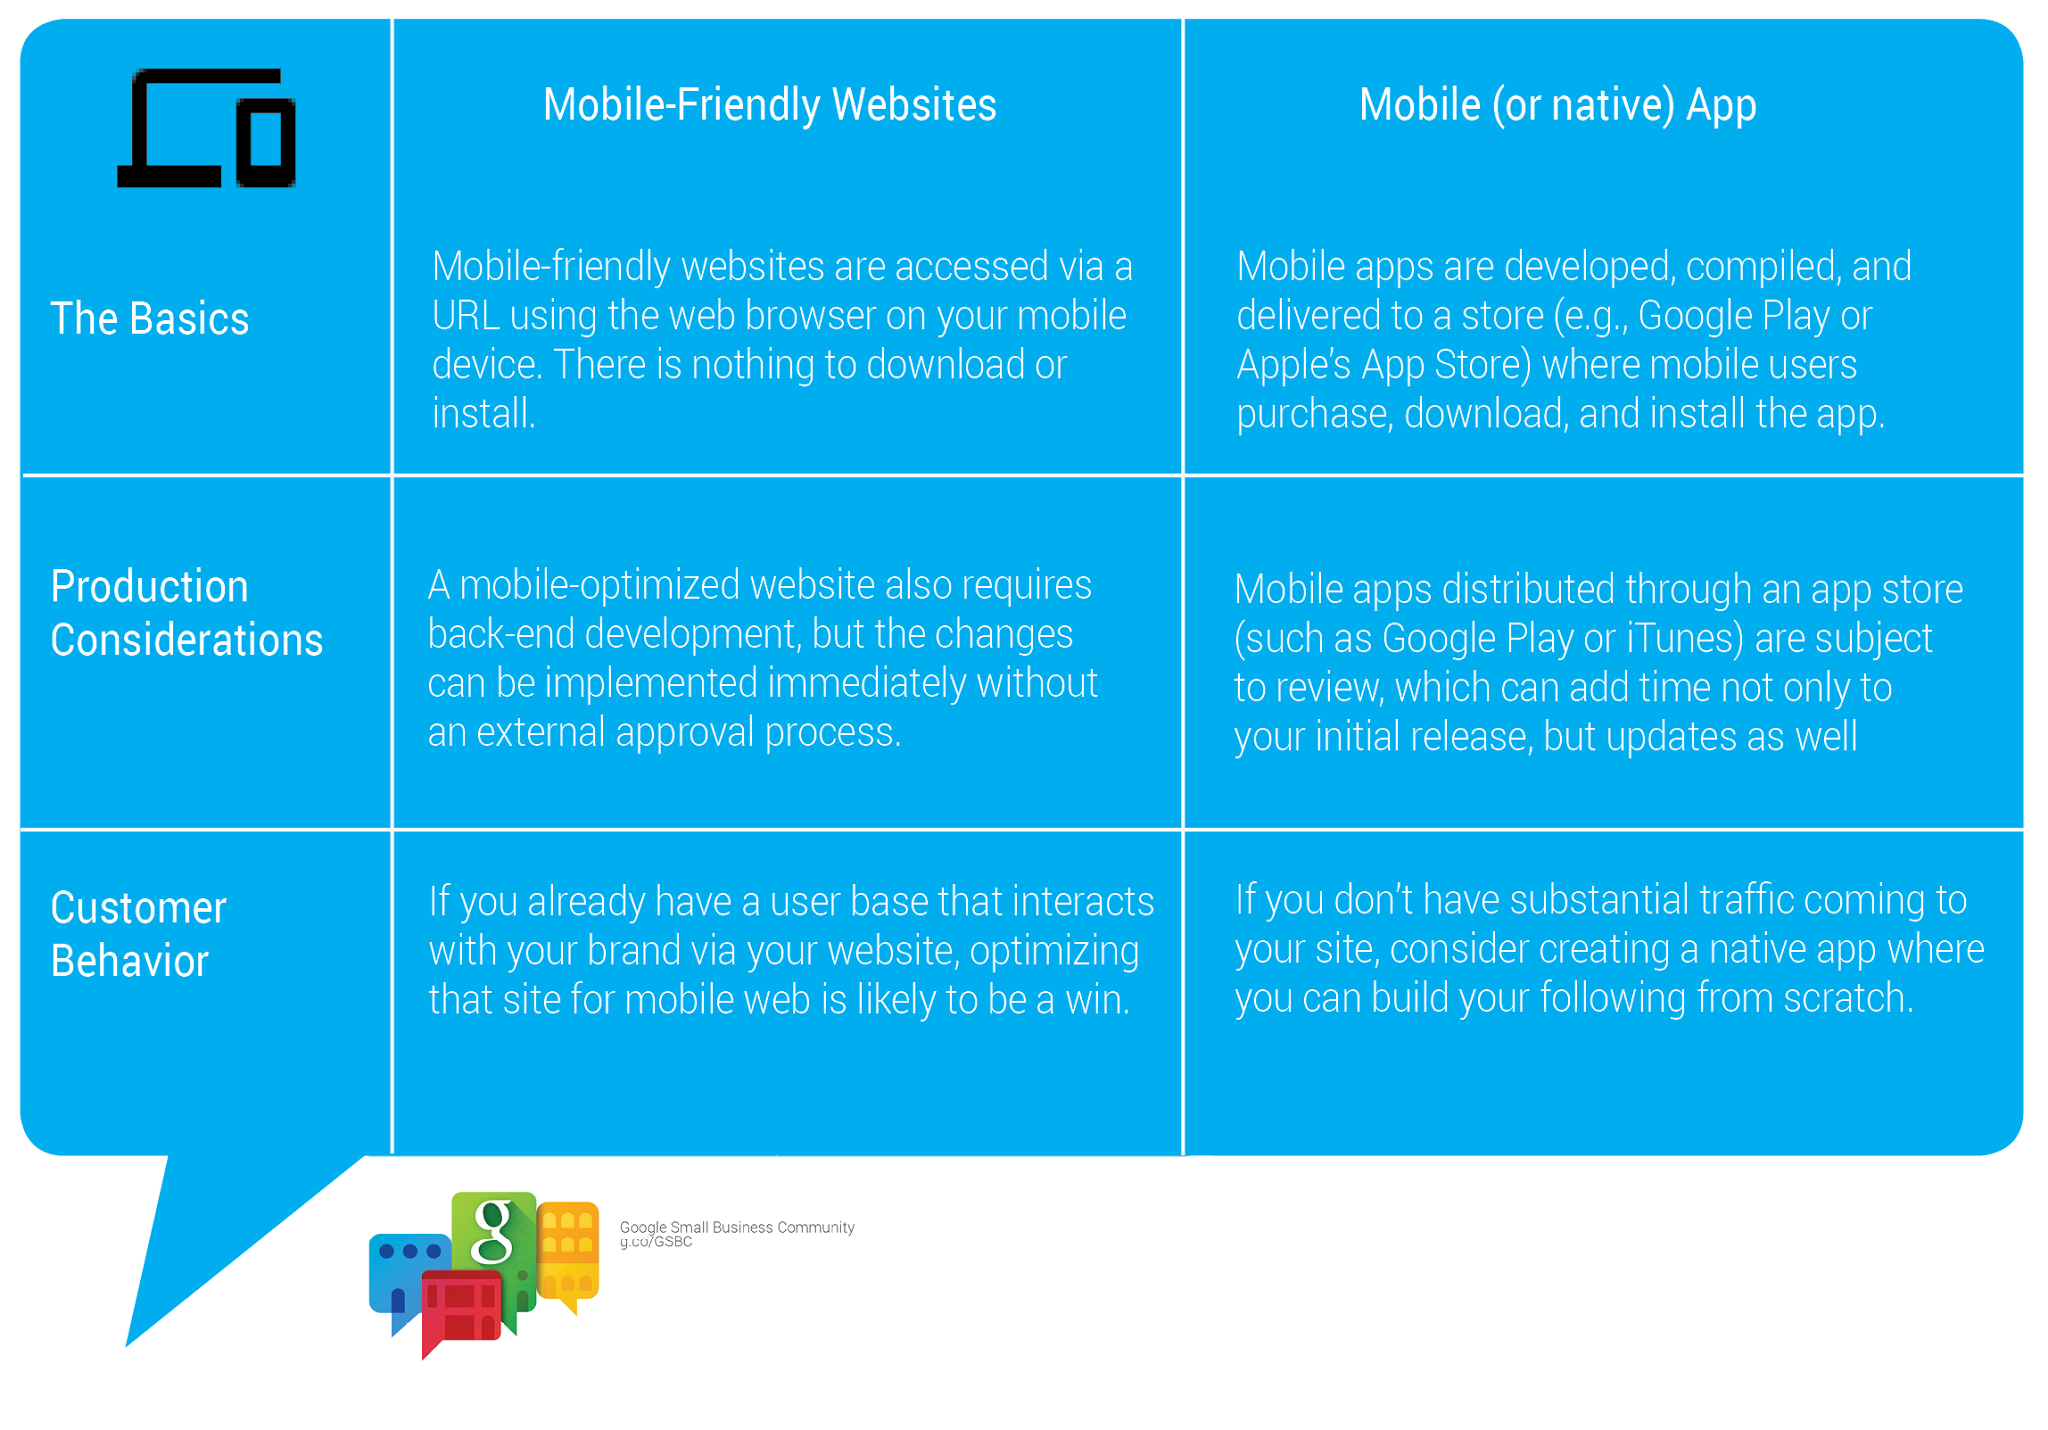 Mobile-Friendly Websites
Mobile (or native) App
The Basics
Mobile-friendly websites are accessed via a
URL using the web browser on your mobile
device. There is nothing to download or
install.
Mobile apps are developed, compiled, and
delivered to a store (e.g., Google Play or
Apple’s App Store) where mobile users
purchase, download, and install the app.
Production
Considerations
A mobile-optimized website also requires
back-end development, but the changes
can be implemented immediately without
an external approval process.
Mobile apps distributed through an app store
(such as Google Play or iTunes) are subject
to review, which can add time not only to
your initial release, but updates as well
Customer
Behavior
If you already have a user base that interacts
with your brand via your website, optimizing
that site for mobile web is likely to be a win.
If you don’t have substantial traffic coming to
your site, consider creating a native app where
you can build your following from scratch.
g
Google Small Business Community
g.co/GSBC